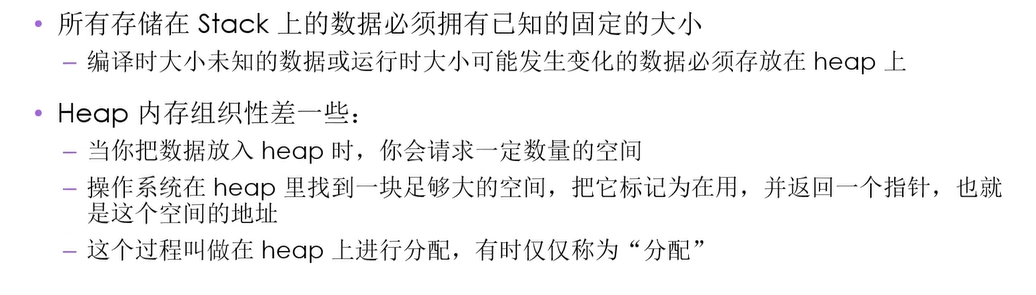 • 所有存储在 Stack 上的数据必须拥有已知的固定的大小
– 编译时大小未知的数据或运行时大小可能发生变化的数据必须存放在 heap 上
• Heap 内存组织性差一些：
– 当你把数据放入 heap 时，你会请求一定数量的空间
– 操作系统在 heap 里找到一块足够大的空间，把它标记为在用，并返回一个指针，也就
是这个空间的地址
– 这个过程叫做在 heap 上进行分配，有时仅仅称为“分配”